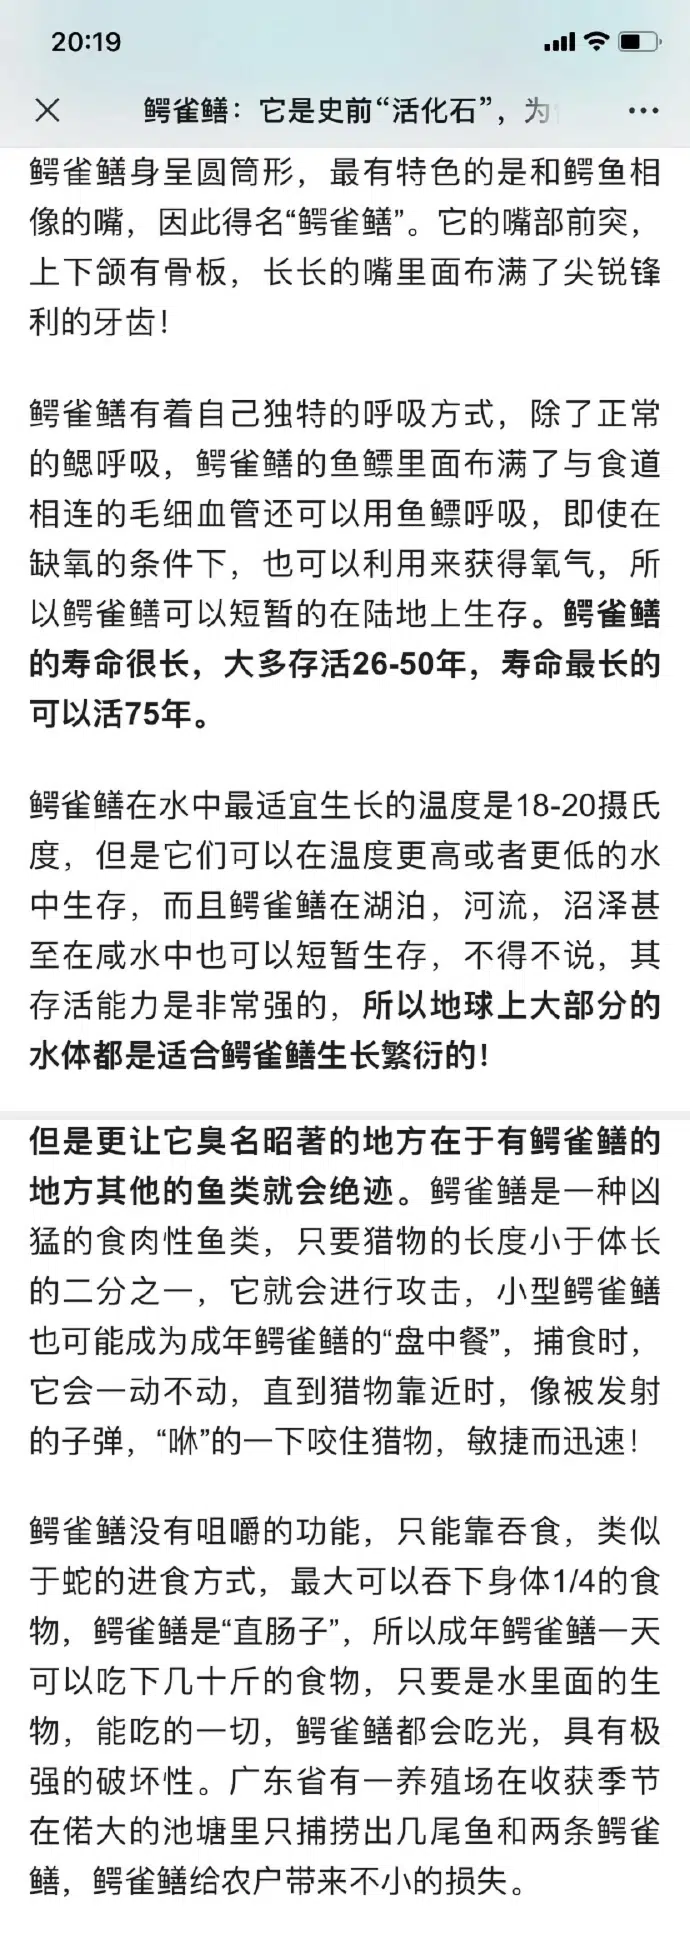 20:19
鳄雀鳝：它是史前“活化石”，为
鳄雀鳝身呈圆筒形，最有特色的是和鳄鱼相
像的嘴，因此得名“鳄雀鳝”。它的嘴部前突，
上下颌有骨板，长长的嘴里面布满了尖锐锋
利的牙齿！
鳄雀鳝有着自己独特的呼吸方式，除了正常
的鳃呼吸，鳄雀鳝的鱼鳔里面布满了与食道
相连的毛细血管还可以用鱼鳔呼吸，即使在
缺氧的条件下，也可以利用来获得氧气，所
以鳄雀鳝可以短暂的在陆地上生存。鳄雀鳝
的寿命很长，大多存活26-50年，寿命最长的
可以活75年。
鳄雀鳝在水中最适宜生长的温度是18-20摄氏
度，但是它们可以在温度更高或者更低的水
中生存，而且鳄雀鳝在湖泊，河流，沼泽甚
至在咸水中也可以短暂生存，不得不说，其
存活能力是非常强的，所以地球上大部分的
水体都是适合鳄雀鳝生长繁衍的！
但是更让它臭名昭著的地方在于有鳄雀鳝的
地方其他的鱼类就会绝迹。鳄雀鳝是一种凶
猛的食肉性鱼类，只要猎物的长度小于体长
的二分之一，它就会进行攻击，小型鳄雀鳝
也可能成为成年鳄雀鳝的“盘中餐”，捕食时，
它会一动不动，直到猎物靠近时，像被发射
的子弹，“咻”的一下咬住猎物，敏捷而迅速！
鳄雀鳝没有咀嚼的功能，只能靠吞食，类似
于蛇的进食方式，最大可以吞下身体1/4的食
物，鳄雀鳝是“直肠子”，所以成年鳄雀鳝一天
可以吃下几十斤的食物，只要是水里面的生
物，能吃的一切，鳄雀鳝都会吃光，具有极
强的破坏性。广东省有一养殖场在收获季节
在偌大的池塘里只捕捞出几尾鱼和两条鳄雀
鳝，鳄雀鳝给农户带来不小的损失。